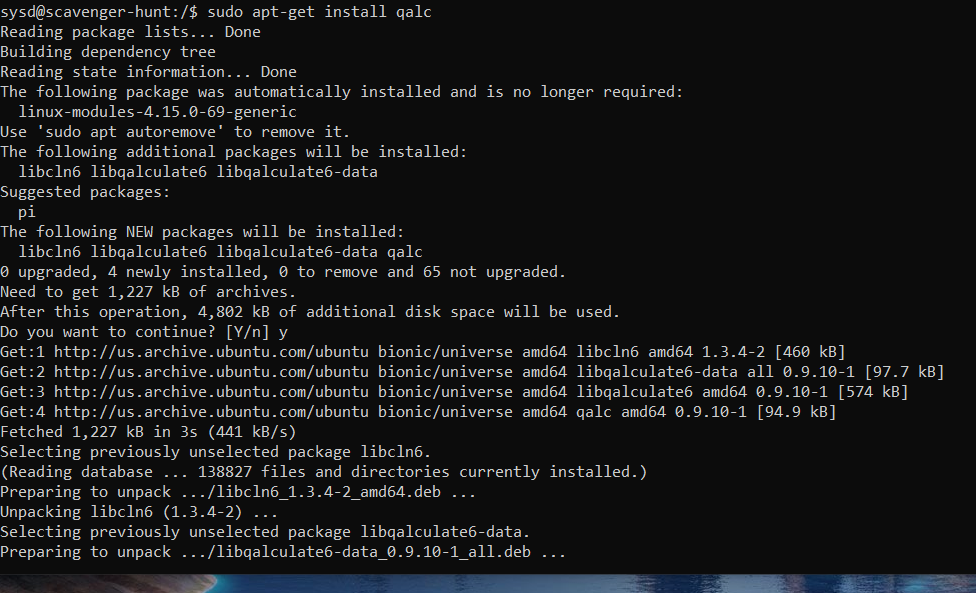 sysd@scavenger-hunt:/$ sudo apt-get install qalc
Reading package lists... Done
Building dependency tree
Reading state information... Done
The following package was automatically installed and is no longer required:
  linux-modules-4.15.0-69-generic
Use 'sudo apt autoremove' to remove it.
The following additional packages will be installed:
  libcln6 libqalculate6 libqalculate6-data
Suggested packages:
  pi
The following NEW packages will be installed:
  libcln6 libqalculate6 libqalculate6-data qalc
0 upgraded, 4 newly installed, 0 to remove and 65 not upgraded.
Need to get 1,227 kB of archives.
After this operation, 4,802 kB of additional disk space will be used.
Do you want to continue? [Y/n] y
Get:1 http://us.archive.ubuntu.com/ubuntu bionic/universe amd64 libcln6 amd64 1.3.4-2 [460 kB]
Get:2 http://us.archive.ubuntu.com/ubuntu bionic/universe amd64 libqalculate6-data all 0.9.10-1 [97.7 kB]
Get:3 http://us.archive.ubuntu.com/ubuntu bionic/universe amd64 libqalculate6 amd64 0.9.10-1 [574 kB]
Get:4 http://us.archive.ubuntu.com/ubuntu bionic/universe amd64 qalc amd64 0.9.10-1 [94.9 kB]
Fetched 1,227 kB in 3s (441 kB/s)
Selecting previously unselected package libcln6.
(Reading database ... 138827 files and directories currently installed.)
Preparing to unpack .../libcln6_1.3.4-2_amd64.deb ...
Unpacking libcln6 (1.3.4-2) ...
Selecting previously unselected package libqalculate6-data.
Preparing to unpack .../libqalculate6-data_0.9.10-1_all.deb ...